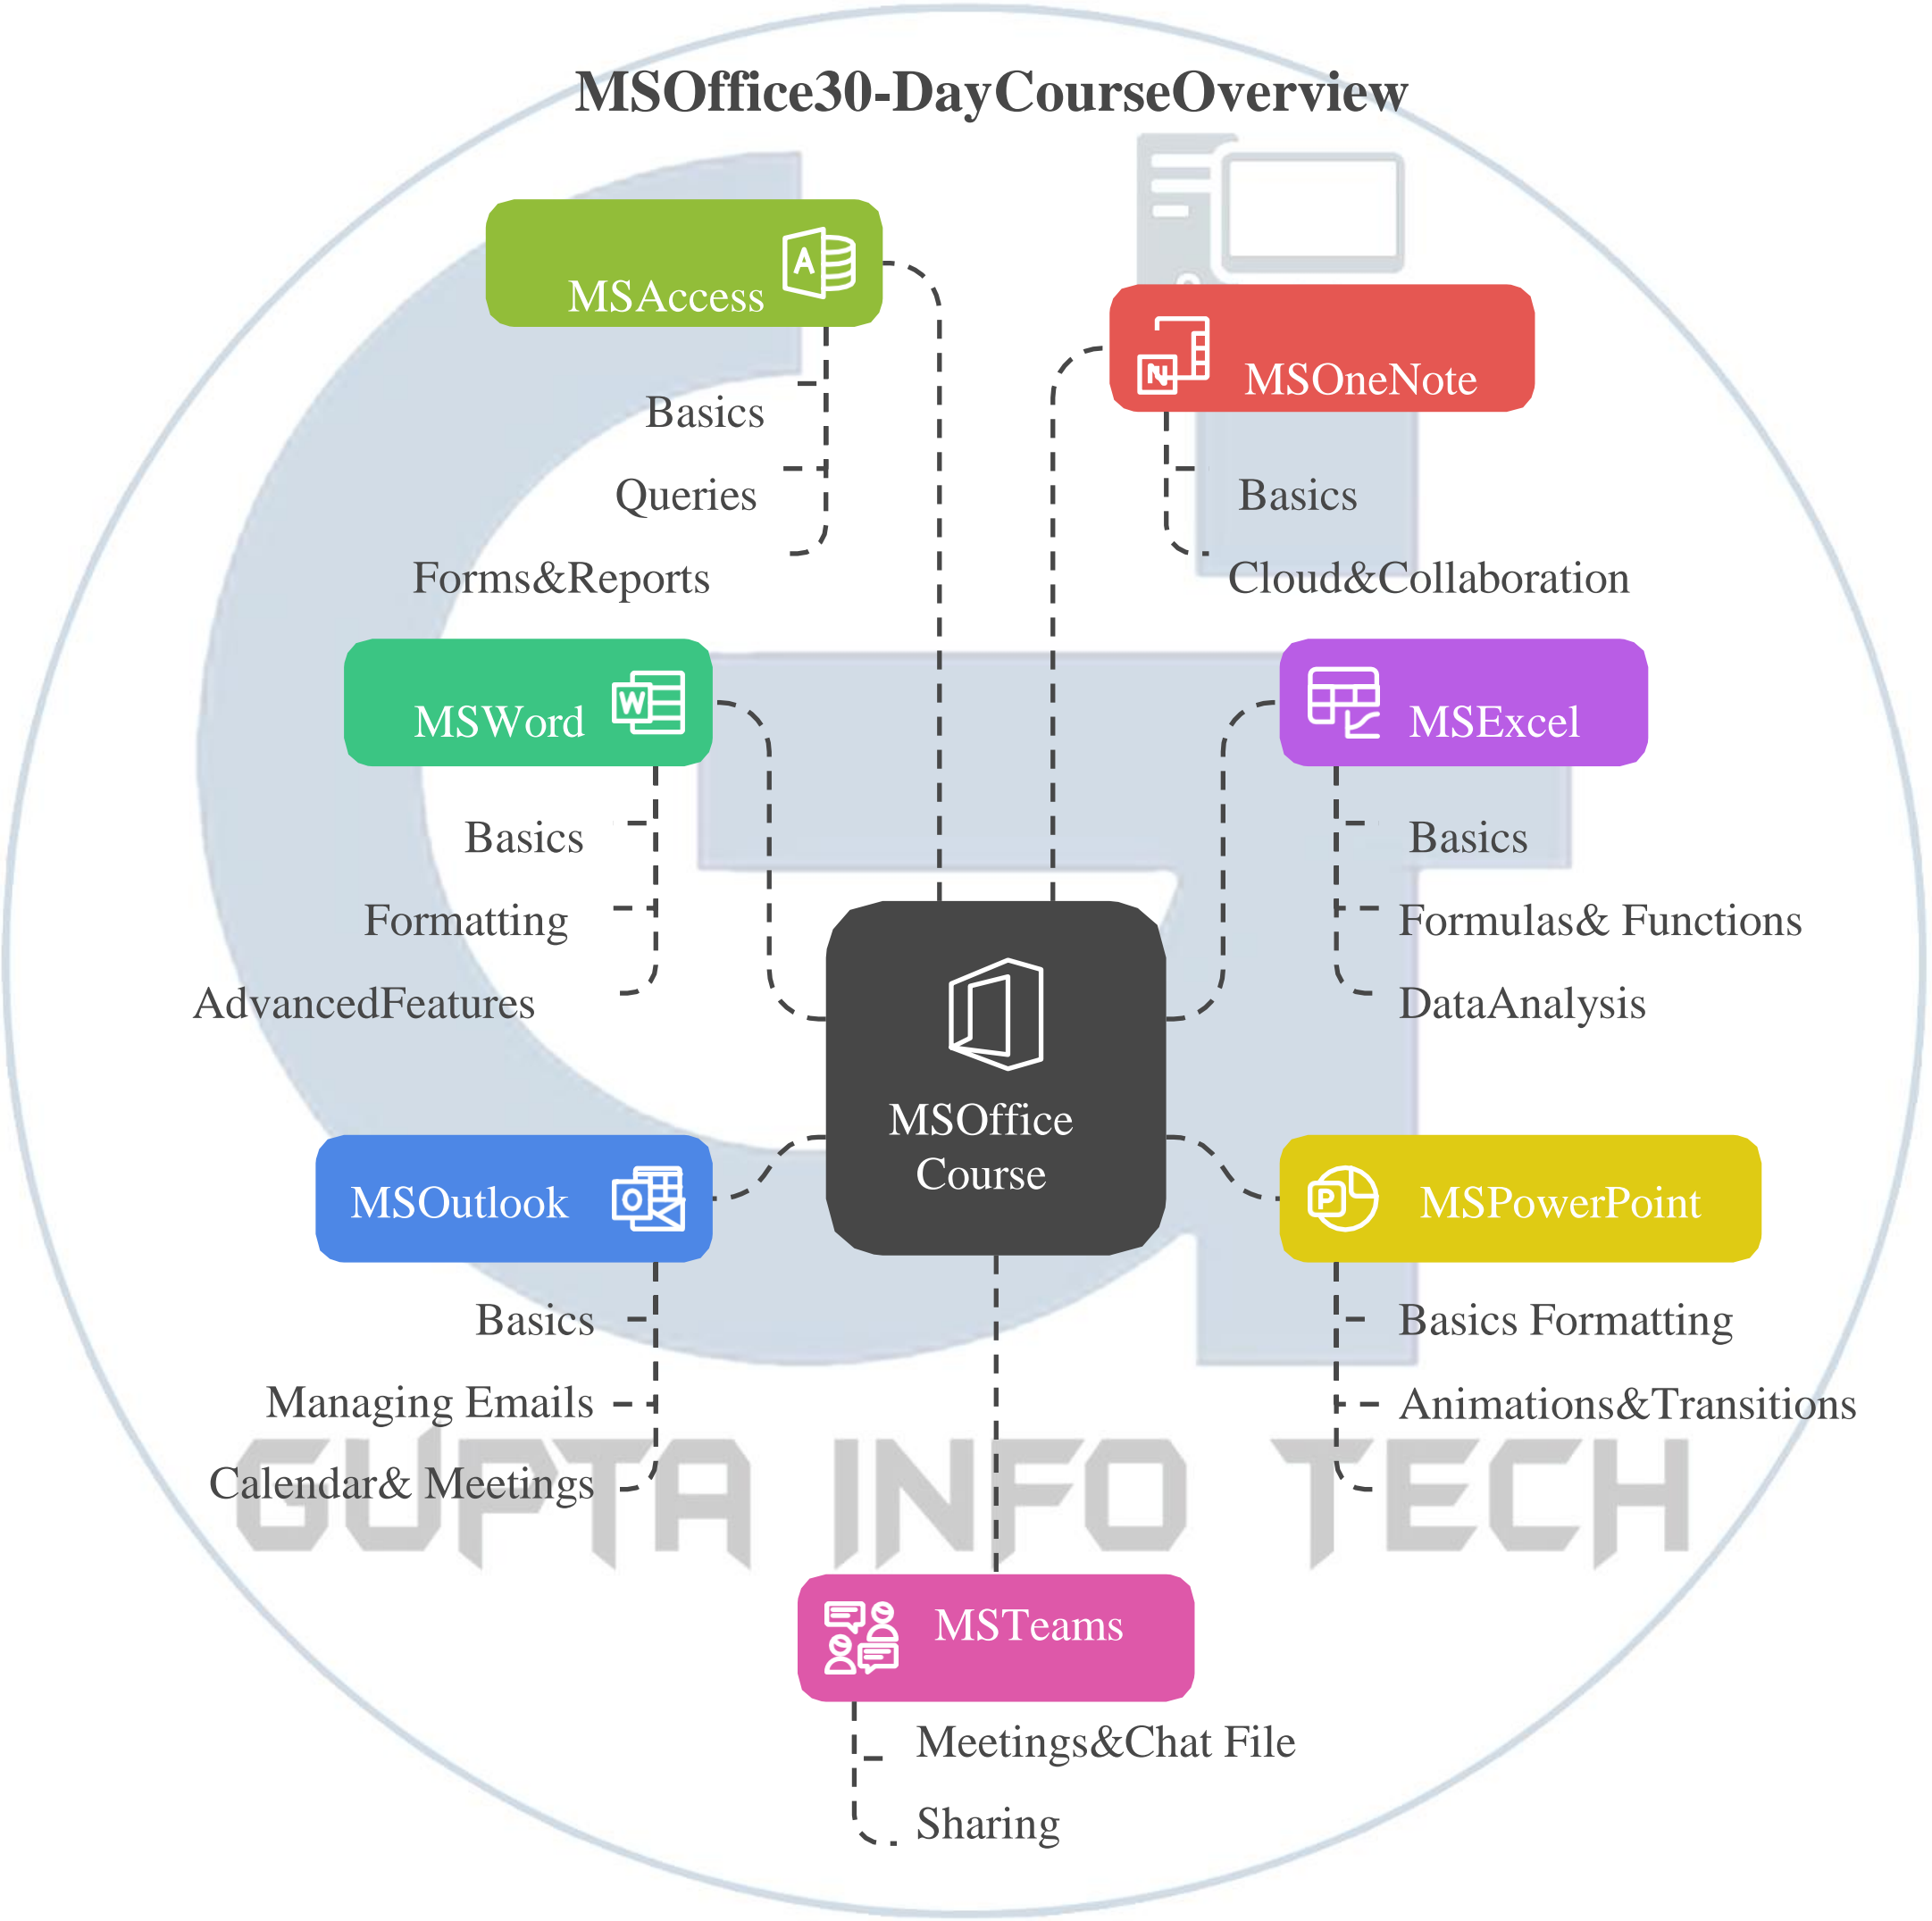 MSOffice30-DayCourseOverview
MSAccess
Basics
Queries
Forms&Reports
MSOneNote
Basics
Cloud&Collaboration
MSWord
Basics
Formatting
AdvancedFeatures
MSExcel
Basics
Formulas& Functions
DataAnalysis
MSOffice
Course
MSOutlook
Basics
Managing Emails
Calendar& Meetings
MSPowerPoint
Basics Formatting
Animations&Transitions
GUPTA INFO TECH
MSTeams
Meetings&Chat File
Sharing